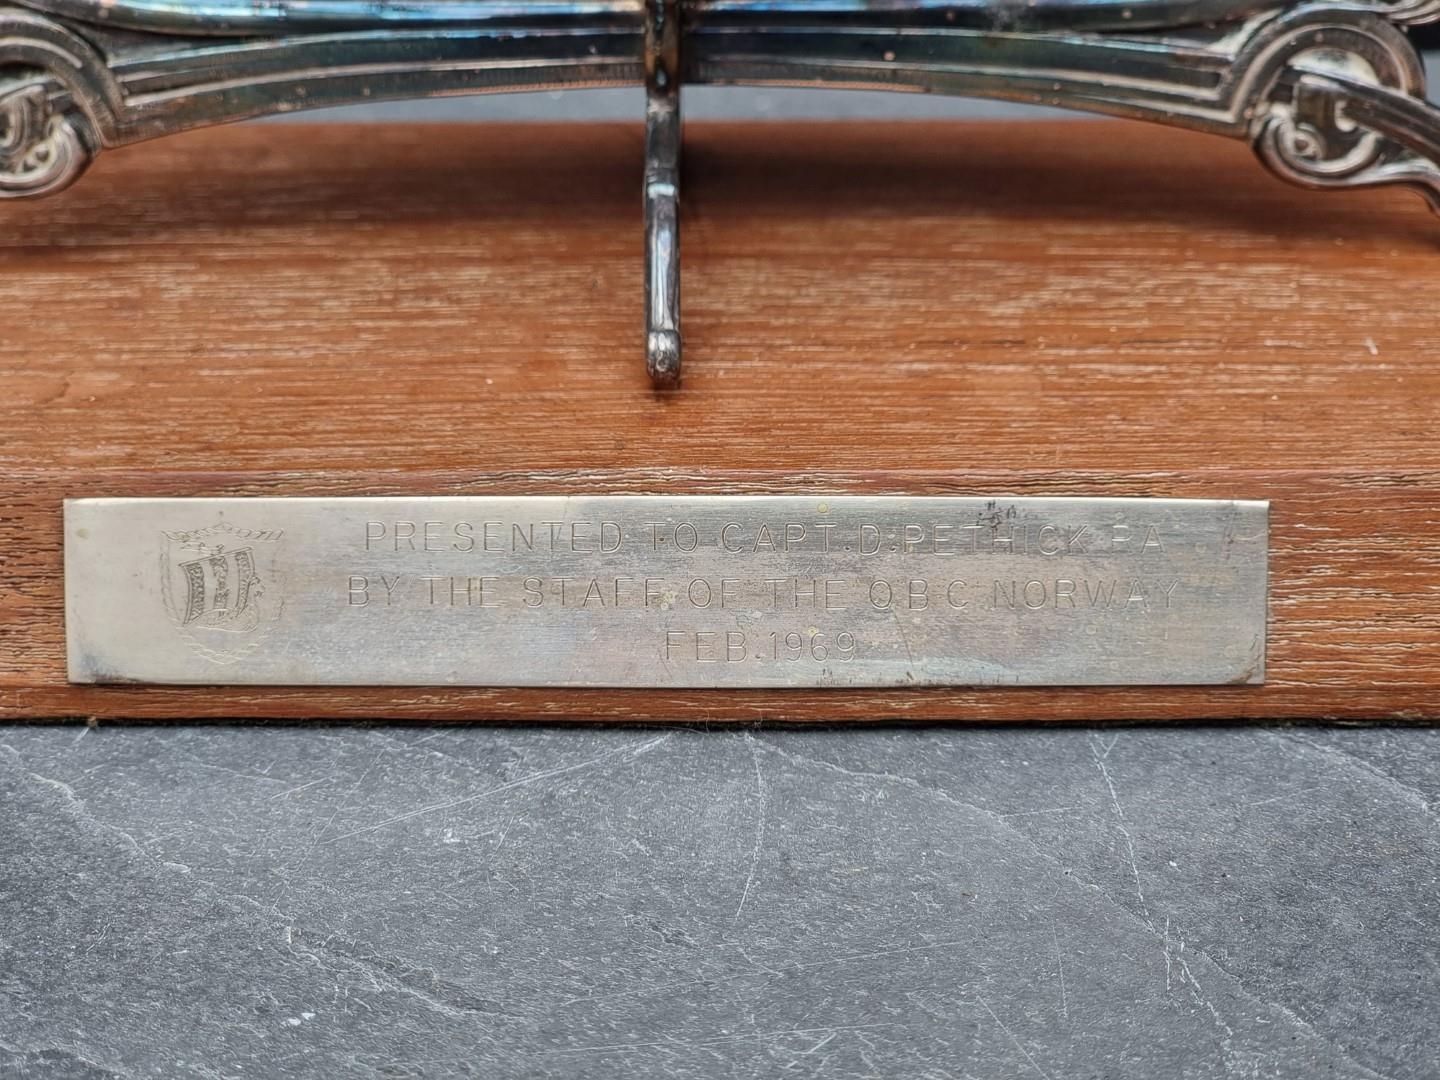 PRESENTED TO CAPT. D. PETHICK RA
BY THE STAFF OF THE O B C NORWAY
FEB. 1969